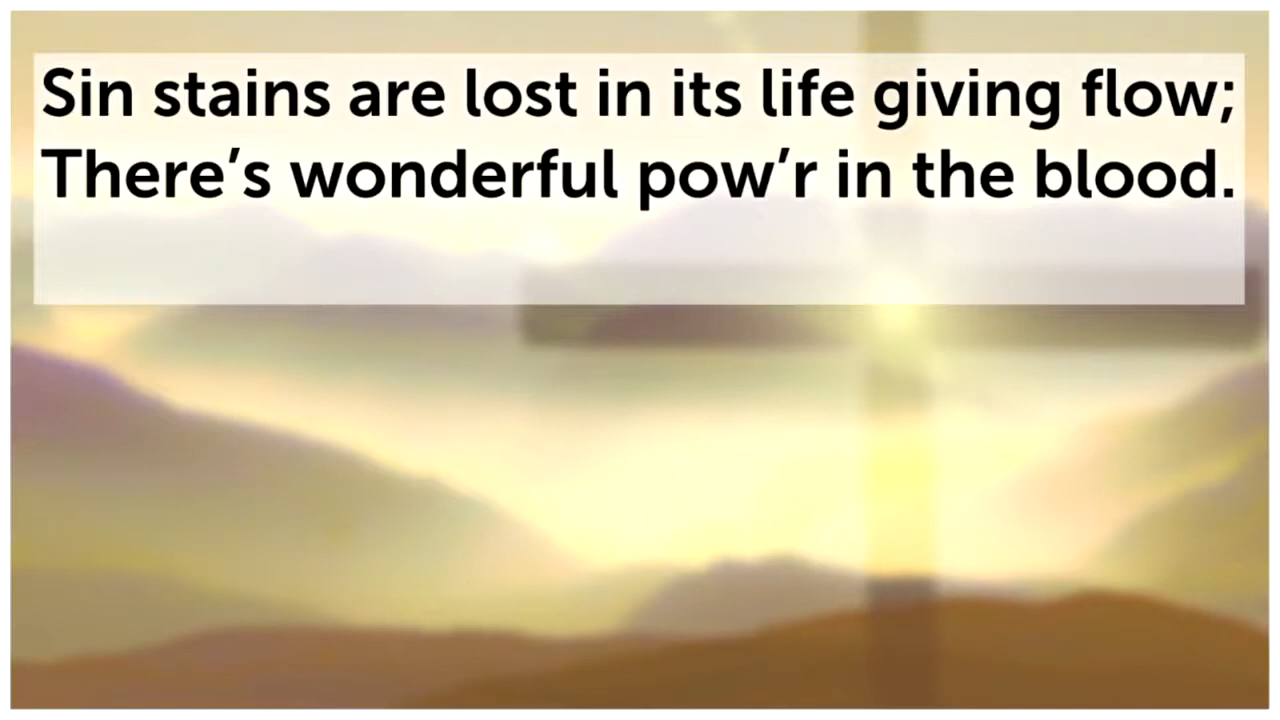 Sin stains are lost in its life giving flow;
There’s wonderful pow’r in the blood.